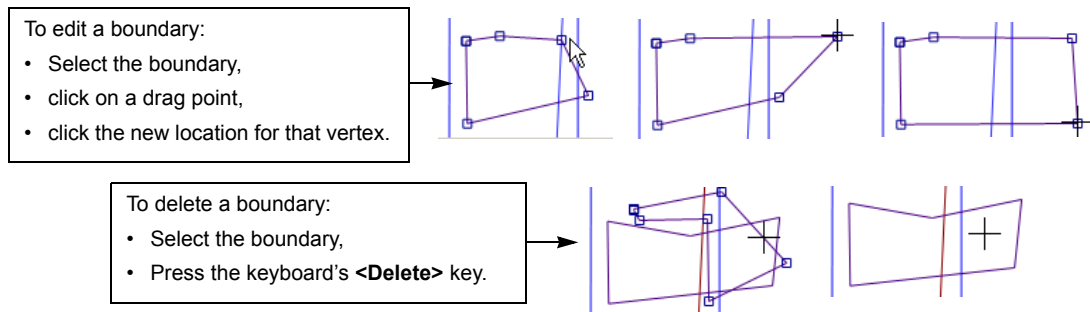 To edit a boundary:
• Select the boundary,
• click on a drag point,
• click the new location for that vertex.
To delete a boundary:
• Select the boundary,
• Press the keyboard’s <Delete> key.